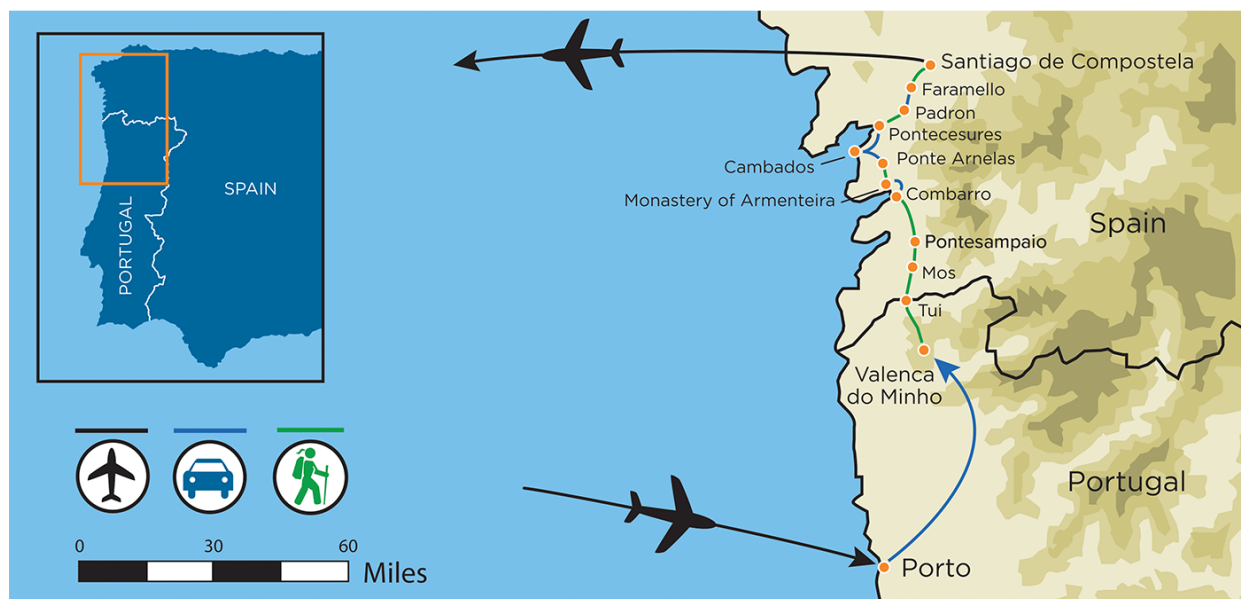 Santiago de Compostela
Faramello
Padron
Pontecesures
Cambados
Ponte Arnelas
Monastery of Armenteira
Combarro
Pontesampaio
Mos
Tui
Valenca
do Minho
Spain
Portugal
Porto
SPAIN
PORTUGAL
0 30 60
Miles